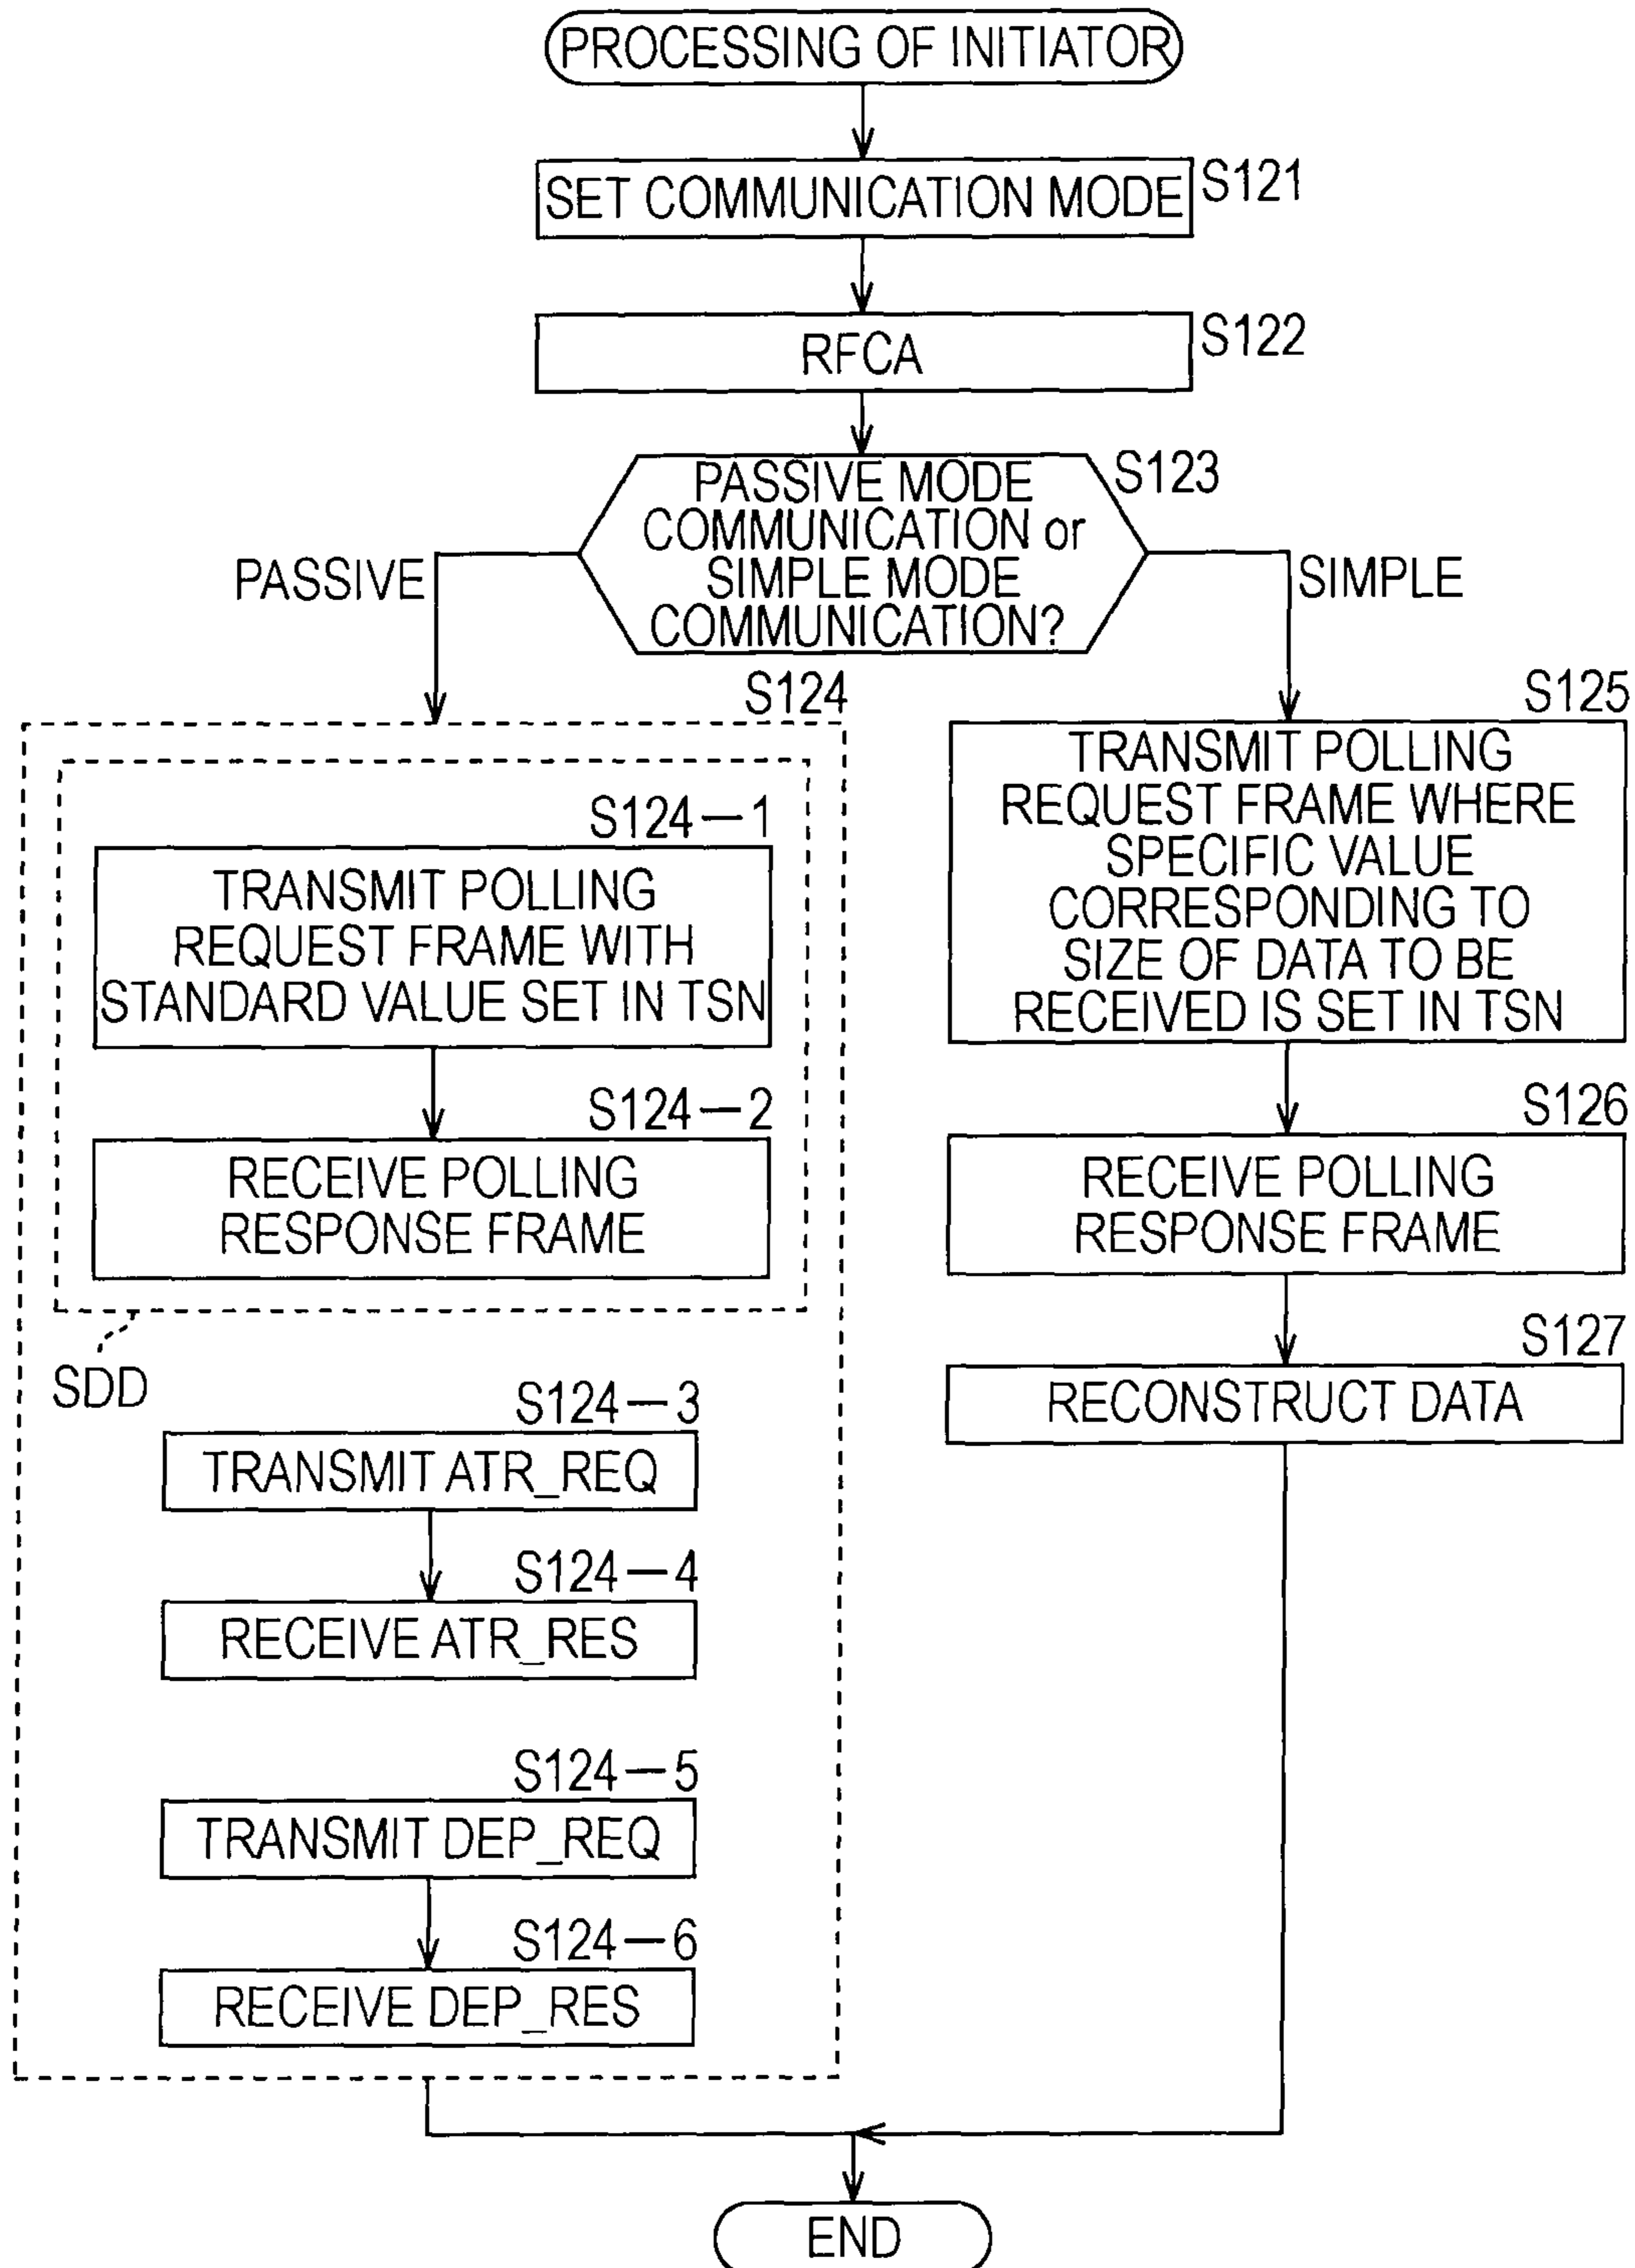 PROCESSING OF INITIATOR
SET COMMUNICATION MODE
S121
RFCA
S122
PASSIVE MODE
COMMUNICATION or
SIMPLE MODE
COMMUNICATION?
S123
PASSIVE
SIMPLE
S124
S124-1
TRANSMIT POLLING
REQUEST FRAME WITH
STANDARD VALUE SET IN TSN
S124-2
RECEIVE POLLING
RESPONSE FRAME
SDD
S124-3
TRANSMIT ATR_REQ
S124-4
RECEIVE ATR_RES
S124-5
TRANSMIT DEP_REQ
S124-6
RECEIVE DEP_RES
S125
TRANSMIT POLLING
REQUEST FRAME WHERE
SPECIFIC VALUE
CORRESPONDING TO
SIZE OF DATA TO BE
RECEIVED IS SET IN TSN
S126
RECEIVE POLLING
RESPONSE FRAME
S127
RECONSTRUCT DATA
END